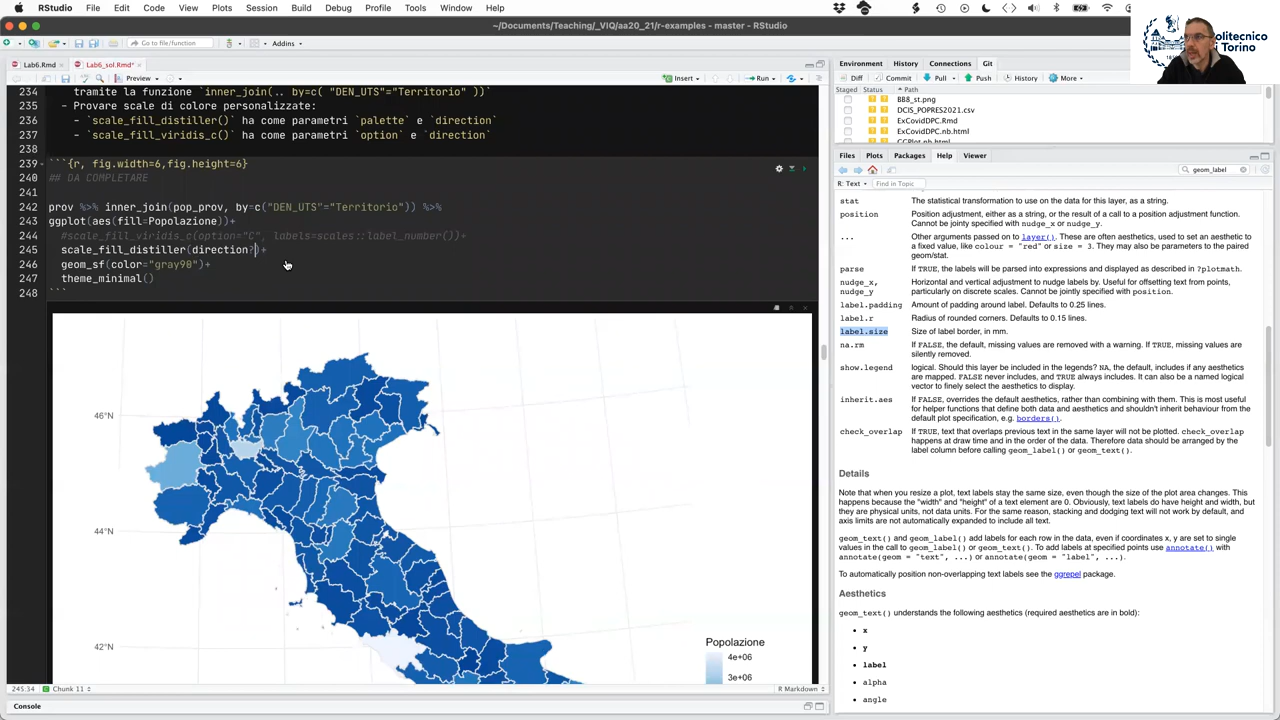 RStudio File Edit Code View Plots Session Build Debug Profile Tools Window Help
~/Documents/Teaching/_VIQ/aa20_21/r-examples - master - RStudio
Go to file/function Addins
Politecnico
di Torino
Lab6.Rmd Lab6_sol.Rmd*
Preview Insert Run
234 tramite la funzione `inner_join(.. by=c( "DEN_UTS"="Territorio" ))`
235 - Provare scale di colore personalizzate:
236 - `scale_fill_distiller()` ha come parametri `palette` e `direction`
237 - `scale_fill_viridis_c()` ha come parametri `option` e `direction`
238
239 ```{r, fig.width=6,fig.height=6}
240 ## DA COMPLETARE
241
242 prov %>% inner_join(pop_prov, by=c("DEN_UTS"="Territorio")) %>%
243 ggplot(aes(fill=Popolazione))+
244 #scale_fill_viridis_c(option="C", labels=scales::label_number())+
245 scale_fill_distiller(direction?)+
246 geom_sf(color="gray90")+
247 theme_minimal()
248 ```
46°N
44°N
42°N
Popolazione
4e+06
3e+06
245:34 Chunk 11 R Markdown
Console
Environment History Connections Git
Diff Commit Pull Push History More
Staged Status Path
BB8_st.png
DCIS_POPRES2021.csv
ExCovidDPC.Rmd
ExCovidDPC.nb.html
GGPlot.nb.html
Files Plots Packages Help Viewer
geom_label
R: Text Find in Topic
stat The statistical transformation to use on the data for this layer, as a string.
position Position adjustment, either as a string, or the result of a call to a position adjustment function.
Cannot be jointly specified with nudge_x or nudge_y.
... Other arguments passed on to layer(). These are often aesthetics, used to set an aesthetic to
a fixed value, like colour = "red" or size = 3. They may also be parameters to the paired
geom/stat.
parse If TRUE, the labels will be parsed into expressions and displayed as described in ?plotmath.
nudge_x, Horizontal and vertical adjustment to nudge labels by. Useful for offsetting text from points,
nudge_y particularly on discrete scales. Cannot be jointly specified with position.
label.padding Amount of padding around label. Defaults to 0.25 lines.
label.r Radius of rounded corners. Defaults to 0.15 lines.
label.size Size of label border, in mm.
na.rm If FALSE, the default, missing values are removed with a warning. If TRUE, missing values are
silently removed.
show.legend logical. Should this layer be included in the legends? NA, the default, includes if any aesthetics
are mapped. FALSE never includes, and TRUE always includes. It can also be a named logical
vector to finely select the aesthetics to display.
inherit.aes If FALSE, overrides the default aesthetics, rather than combining with them. This is most useful
for helper functions that define both data and aesthetics and shouldn't inherit behaviour from the
default plot specification, e.g. borders().
check_overlap If TRUE, text that overlaps previous text in the same layer will not be plotted. check_overlap
happens at draw time and in the order of the data. Therefore data should be arranged by the
label column before calling geom_label() or geom_text().
Details
Note that when you resize a plot, text labels stay the same size, even though the size of the plot area changes. This
happens because the "width" and "height" of a text element are 0. Obviously, text labels do have height and width, but
they are physical units, not data units. For the same reason, stacking and dodging text will not work by default, and
axis limits are not automatically expanded to include all text.
geom_text() and geom_label() add labels for each row in the data, even if coordinates x, y are set to single
values in the call to geom_label() or geom_text(). To add labels at specified points use annotate() with
annotate(geom = "text", ...) or annotate(geom = "label", ...).
To automatically position non-overlapping text labels see the ggrepel package.
Aesthetics
geom_text() understands the following aesthetics (required aesthetics are in bold):
• x
• y
• label
• alpha
• angle